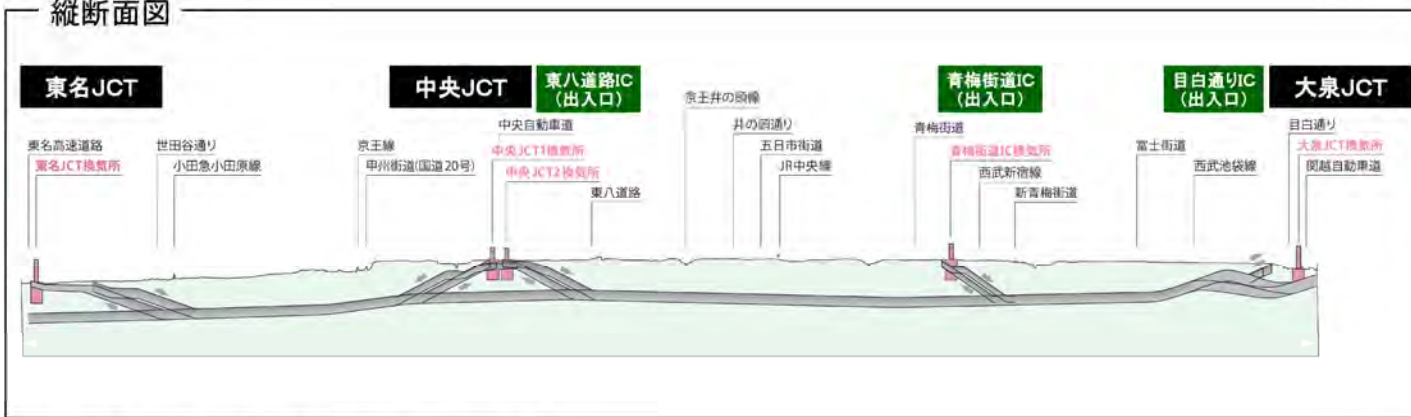 縦断面図
東名JCT
中央JCT
東八道路IC
(出入口)
青梅街道IC
(出入口)
目白通りIC
(出入口)
大泉JCT
東名高速道路
東名JCT換気所
世田谷通り
小田急小田原線
京王線
甲州街道(国道20号)
中央自動車道
中央JCT1換気所
中央JCT2換気所
東八道路
京王井の頭線
井の頭通り
五日市街道
JR中央線
青梅街道
青梅街道IC換気所
西武新宿線
新青梅街道
富士街道
西武池袋線
目白通り
大泉JCT換気所
関越自動車道